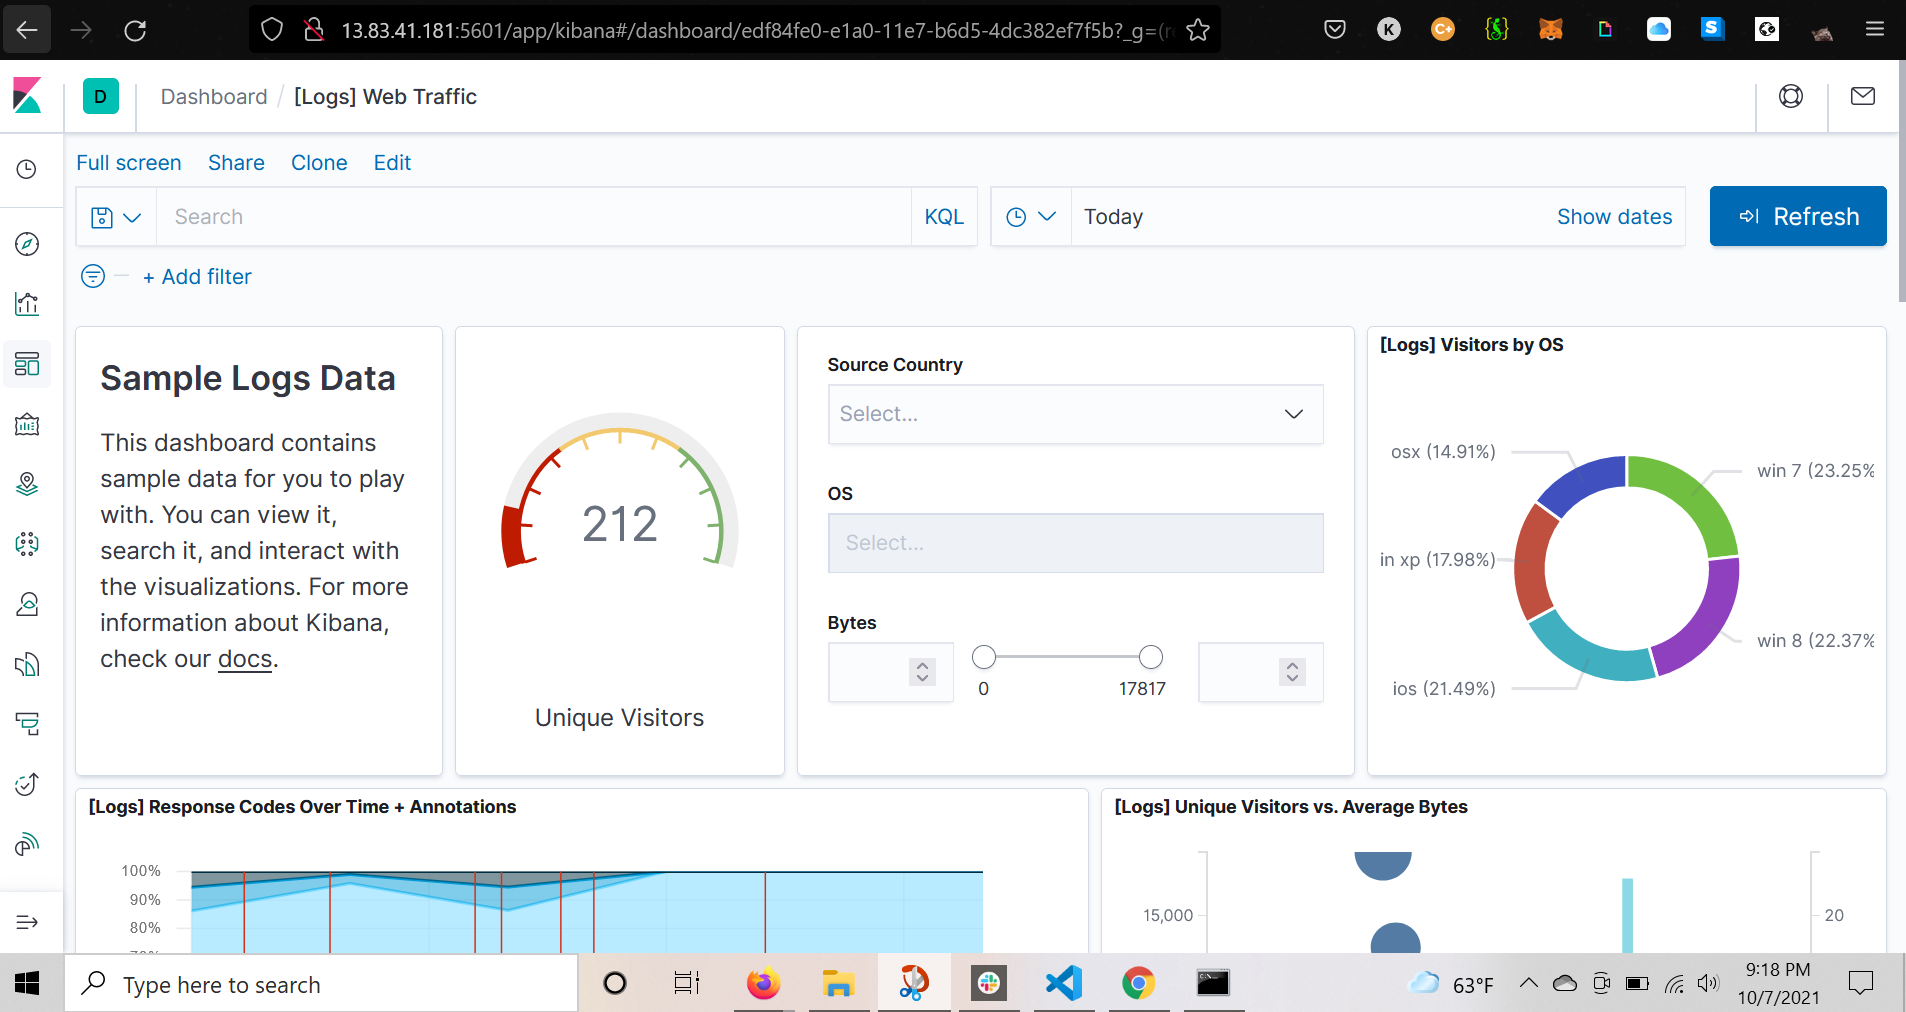 13.83.41.181:5601/app/kibana#/dashboard/edf84fe0-e1a0-11e7-b6d5-4dc382ef7f5b?_g=(r
K
C+
S
D
Dashboard / [Logs] Web Traffic
Full screen Share Clone Edit
Search KQL
Today Show dates
Refresh
+ Add filter
Sample Logs Data
This dashboard contains
sample data for you to play
with. You can view it,
search it, and interact with
the visualizations. For more
information about Kibana,
check our docs.
212
Unique Visitors
Source Country
Select...
OS
Select...
Bytes
0
17817
[Logs] Visitors by OS
osx (14.91%)
win 7 (23.25%
in xp (17.98%)
win 8 (22.37%
ios (21.49%)
[Logs] Response Codes Over Time + Annotations
100%
90%
80%
[Logs] Unique Visitors vs. Average Bytes
15,000
20
Type here to search
63°F
9:18 PM
10/7/2021